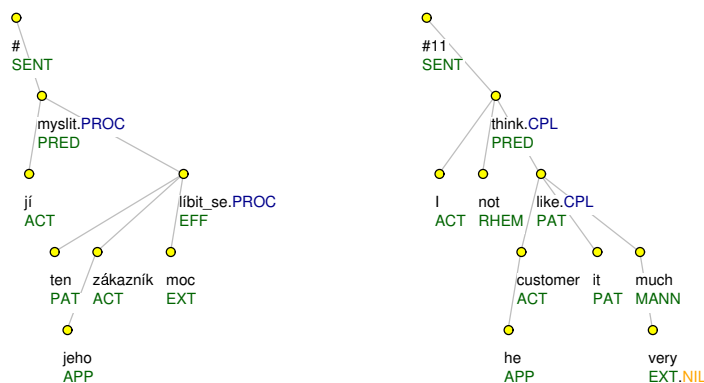 #
SENT
myslit.PROC
PRED
jí
ACT
líbit_se.PROC
EFF
ten
PAT
zákazník
ACT
moc
EXT
jeho
APP
#11
SENT
think.CPL
PRED
I
ACT
not
RHEM
like.CPL
PAT
customer
ACT
it
PAT
much
MANN
he
APP
very
EXT.NIL